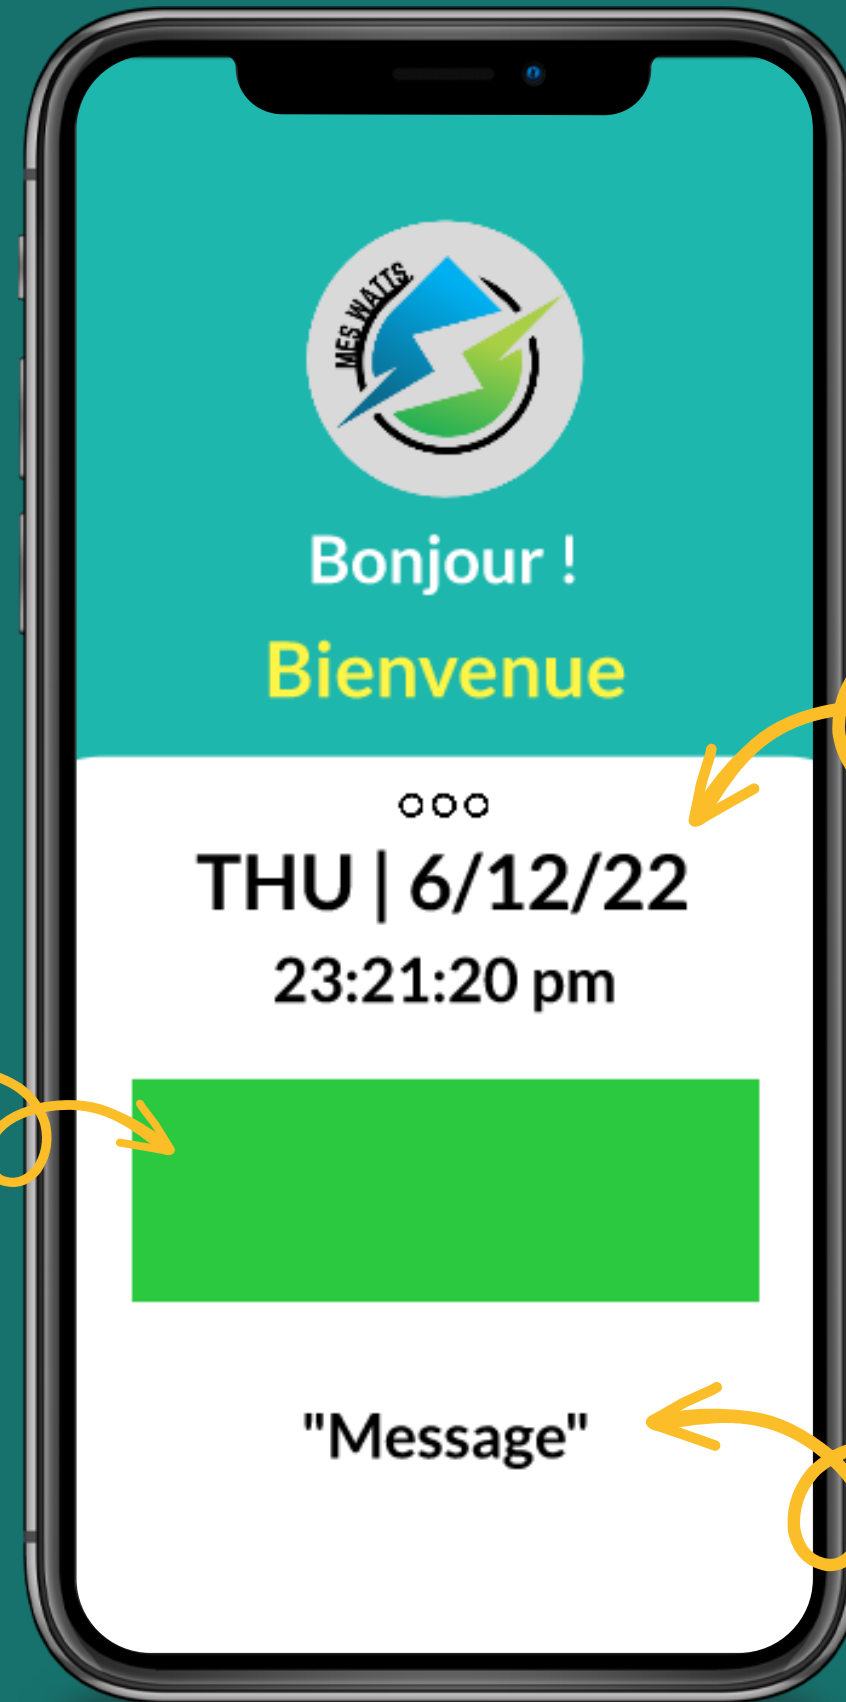 MES WATTS
Bonjour !
Bienvenue
THU | 6/12/22
23:21:20 pm
"Message"